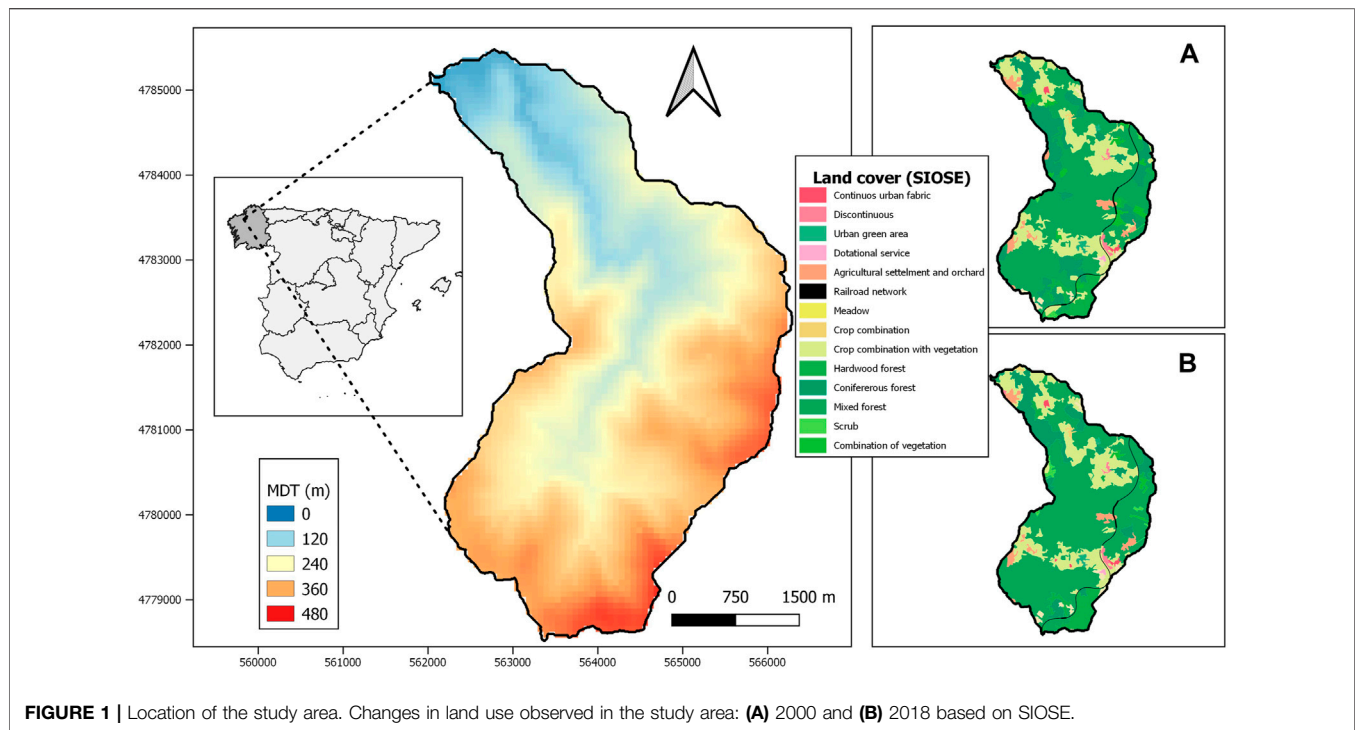 4785000
4784000
4783000
4782000
4781000
4780000
4779000
560000 561000 562000 563000 564000 565000 566000
MDT (m)
0
120
240
360
480
0 750 1500 m
A
Land cover (SIOSE)
Continuos urban fabric
Discontinuous
Urban green area
Dotational service
Agricultural settelment and orchard
Railroad network
Meadow
Crop combination
Crop combination with vegetation
Hardwood forest
Conifererous forest
Mixed forest
Scrub
Combination of vegetation
B
FIGURE 1 | Location of the study area. Changes in land use observed in the study area: (A) 2000 and (B) 2018 based on SIOSE.